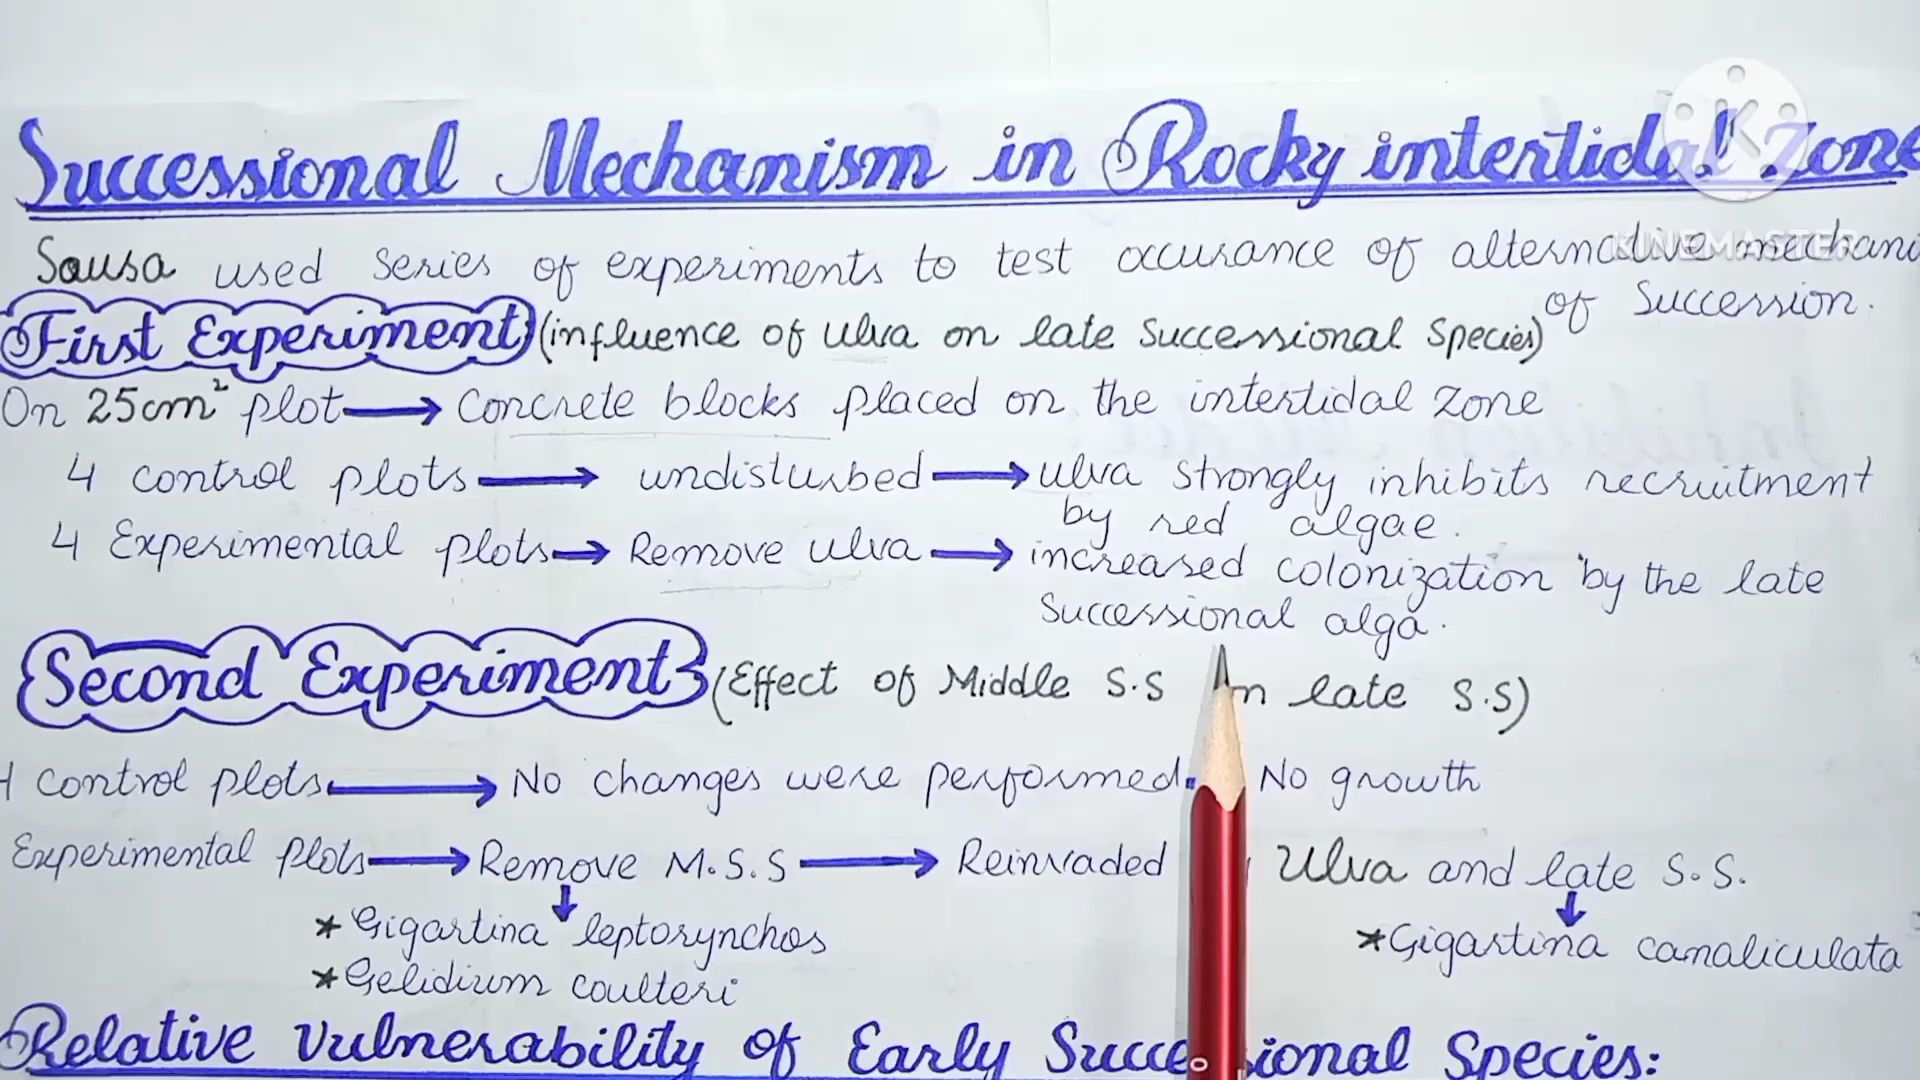 Successional Mechanism in Rocky intertidal Zone
KINEMASTER
Sousa used series of experiments to test occurance of alternative mechani
of Succession.
First Experiment (influence of ulva on late Successional Species)
On 25cm² plot → Concrete blocks placed on the intertidal zone
4 control plots → undisturbed → ulva strongly inhibits recruitment
by red algae.
4 Experimental plots → Remove ulva → increased colonization by the late
Successional alga.
Second Experiment (Effect of Middle S.S on late S.S)
4 control plots → No changes were performed. No growth
Experimental plots → Remove M.S.S → Reinvaded Ulva and late S.S.
↓ ↓
* Gigartina leptorynchos * Gigartina canaliculata
* Gelidium coulteri
Relative Vulnerability of Early Successional Species: